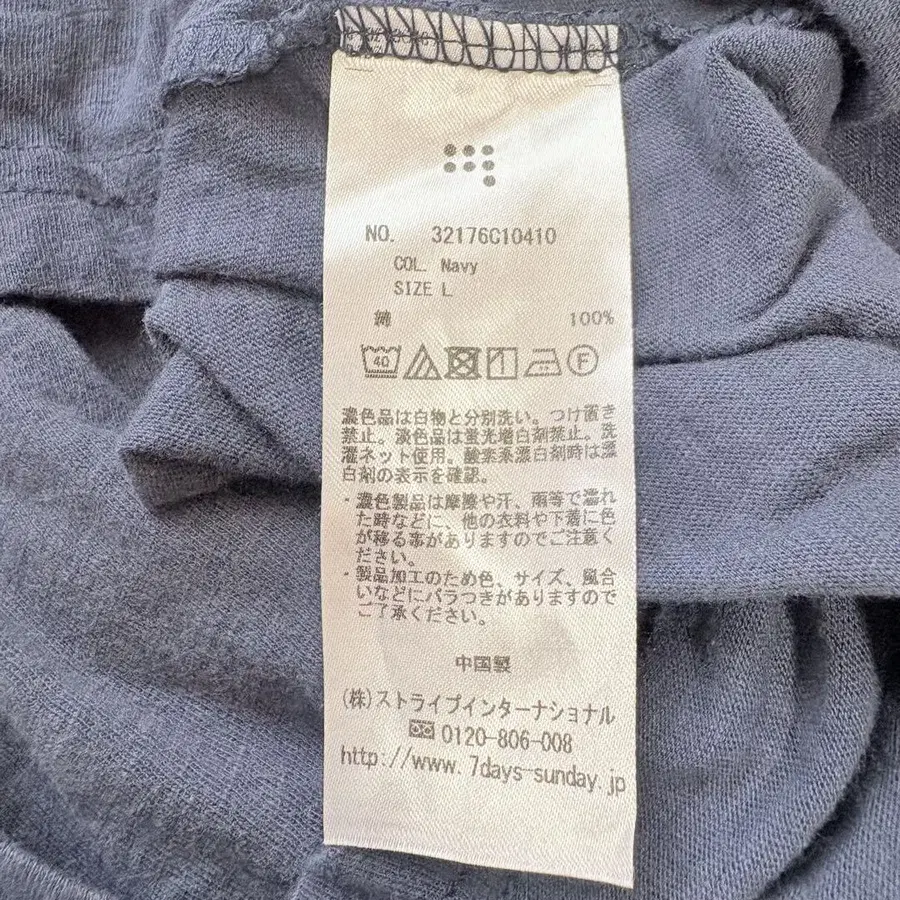 NO. 32176C10410
COL. Navy
SIZE L
綿 100%
40 1 F
濃色品は白物と分別洗い。つけ置き
禁止。淡色品は蛍光増白剤禁止。洗
濯ネット使用。酸素系漂白剤時は漂
白剤の表示を確認。
・濃色製品は摩擦や汗、雨等で濡れ
た時などに、他の衣料や下着に色
が移る事がありますのでご注意く
ださい。
・製品加工のため色、サイズ、風合
いなどにバラつきがありますので
ご了承ください。
中国製
(株)ストライプインターナショナル
0120-806-008
http://www.7days-sunday.jp